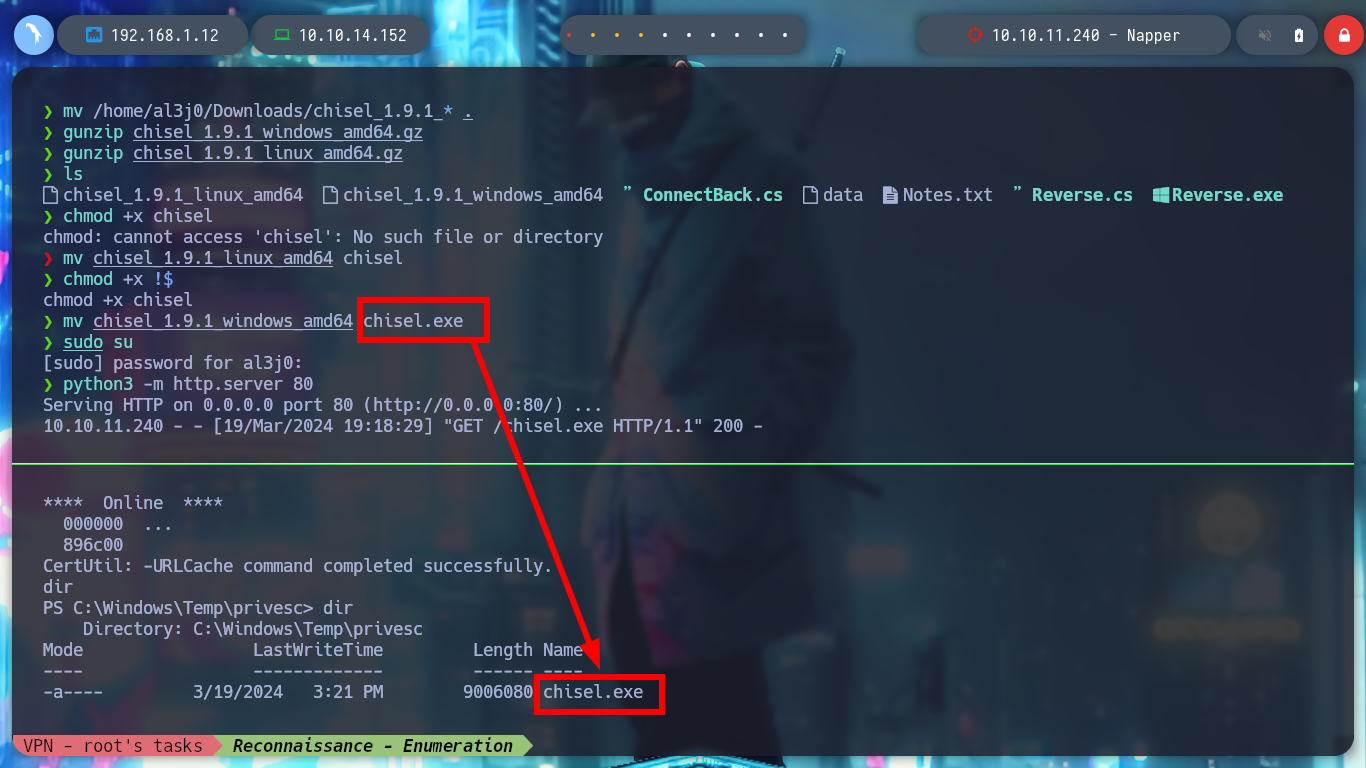 192.168.1.12 10.10.14.152 10.10.11.240 - Napper
❯ mv /home/al3j0/Downloads/chisel_1.9.1_* .
❯ gunzip chisel_1.9.1_windows_amd64.gz
❯ gunzip chisel_1.9.1_linux_amd64.gz
❯ ls
chisel_1.9.1_linux_amd64 chisel_1.9.1_windows_amd64 ConnectBack.cs data Notes.txt Reverse.cs Reverse.exe
❯ chmod +x chisel
chmod: cannot access 'chisel': No such file or directory
❯ mv chisel_1.9.1_linux_amd64 chisel
❯ chmod +x !$
chmod +x chisel
❯ mv chisel_1.9.1_windows_amd64 chisel.exe
❯ sudo su
[sudo] password for al3j0:
❯ python3 -m http.server 80
Serving HTTP on 0.0.0.0 port 80 (http://0.0.0.0:80/) ...
10.10.11.240 - - [19/Mar/2024 19:18:29] "GET /chisel.exe HTTP/1.1" 200 -
**** Online ****
000000 ...
896c00
CertUtil: -URLCache command completed successfully.
dir
PS C:\Windows\Temp\privesc> dir
Directory: C:\Windows\Temp\privesc
Mode LastWriteTime Length Name
---- ------------- ------ ----
-a---- 3/19/2024 3:21 PM 9006080 chisel.exe
VPN - root's tasks Reconnaissance - Enumeration